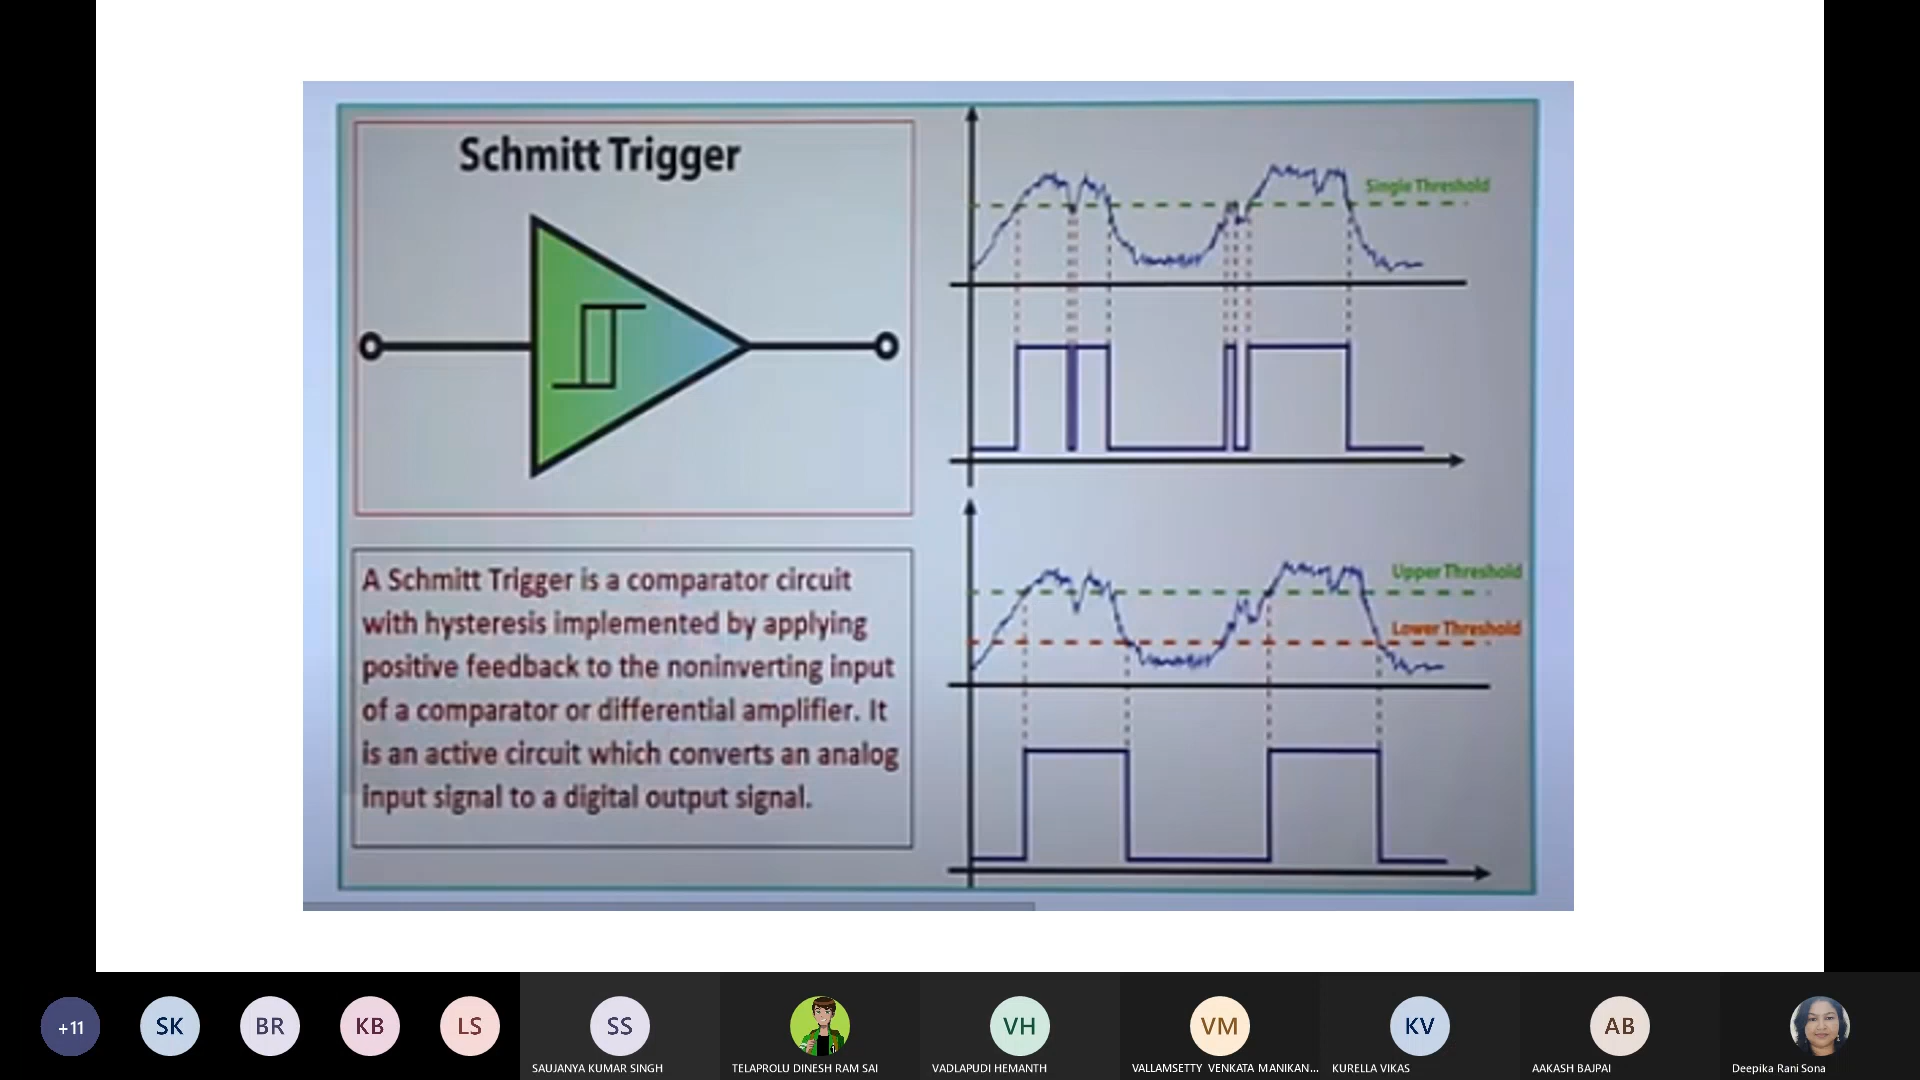 Schmitt Trigger
Single Threshold
A Schmitt Trigger is a comparator circuit
with hysteresis implemented by applying
positive feedback to the noninverting input
of a comparator or differential amplifier. It
is an active circuit which converts an analog
input signal to a digital output signal.
Upper Threshold
Lower Threshold
+11
SK
BR
KB
LS
SS
VH
VM
KV
AB
SAUJANYA KUMAR SINGH
TELAPROLU DINESH RAM SAI
VADLAPUDI HEMANTH
VALLAMSETTY VENKATA MANIKAN...
KURELLA VIKAS
AAKASH BAJPAI
Deepika Rani Sona